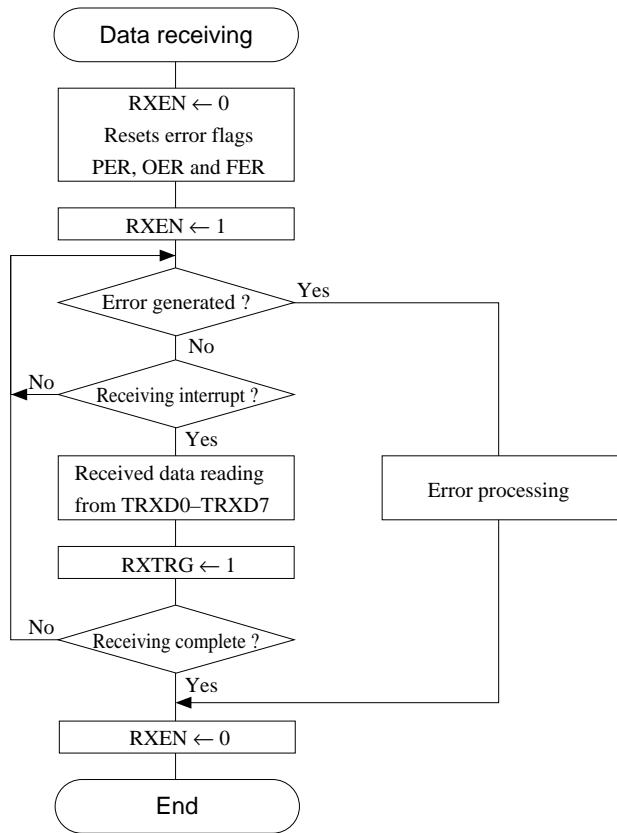 Data receiving
RXEN ← 0
Resets error flags
PER, OER and FER
RXEN ← 1
Error generated ?
Yes
No
Receiving interrupt ?
No
Yes
Received data reading
from TRXD0–TRXD7
Error processing
RXTRG ← 1
Receiving complete ?
No
Yes
RXEN ← 0
End